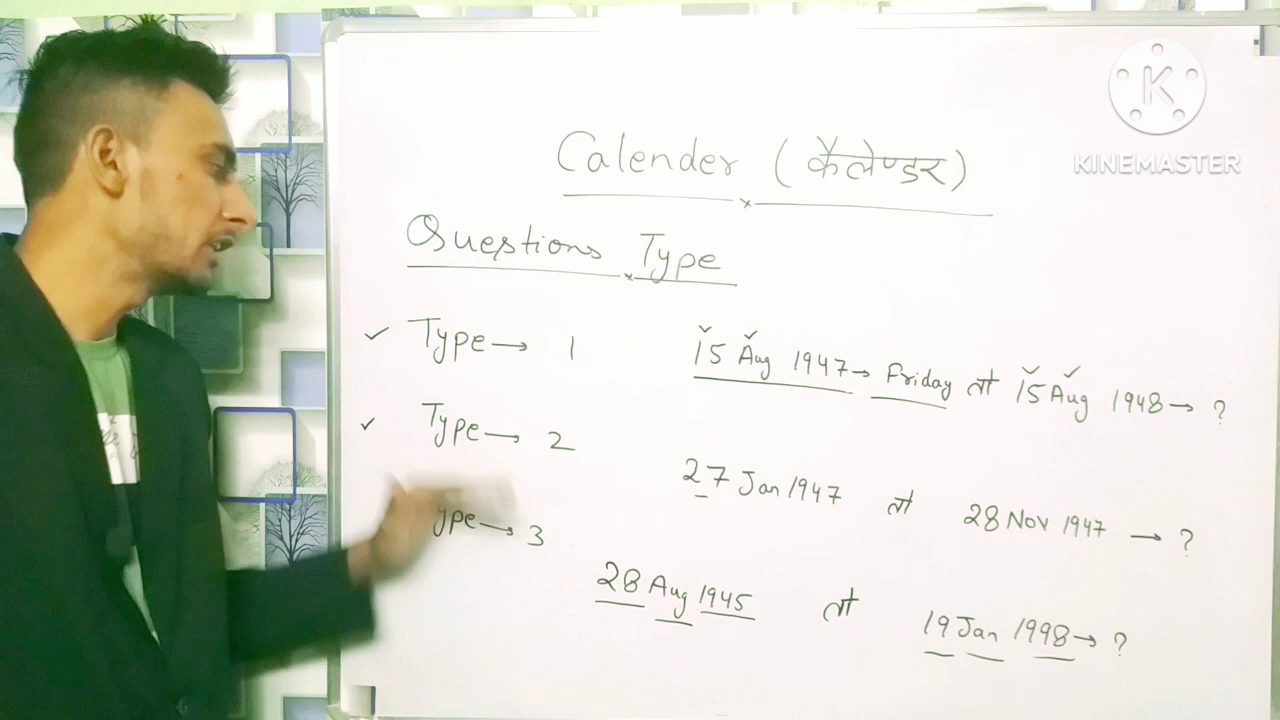 KINEMASTER
Calender (कैलेण्डर)
Questions Type
Type → 1 15 Aug 1947 → Friday तो 15 Aug 1948 → ?
Type → 2 27 Jan 1947 तो 28 Nov 1947 → ?
ype → 3
28 Aug 1945 तो 19 Jan 1998 → ?